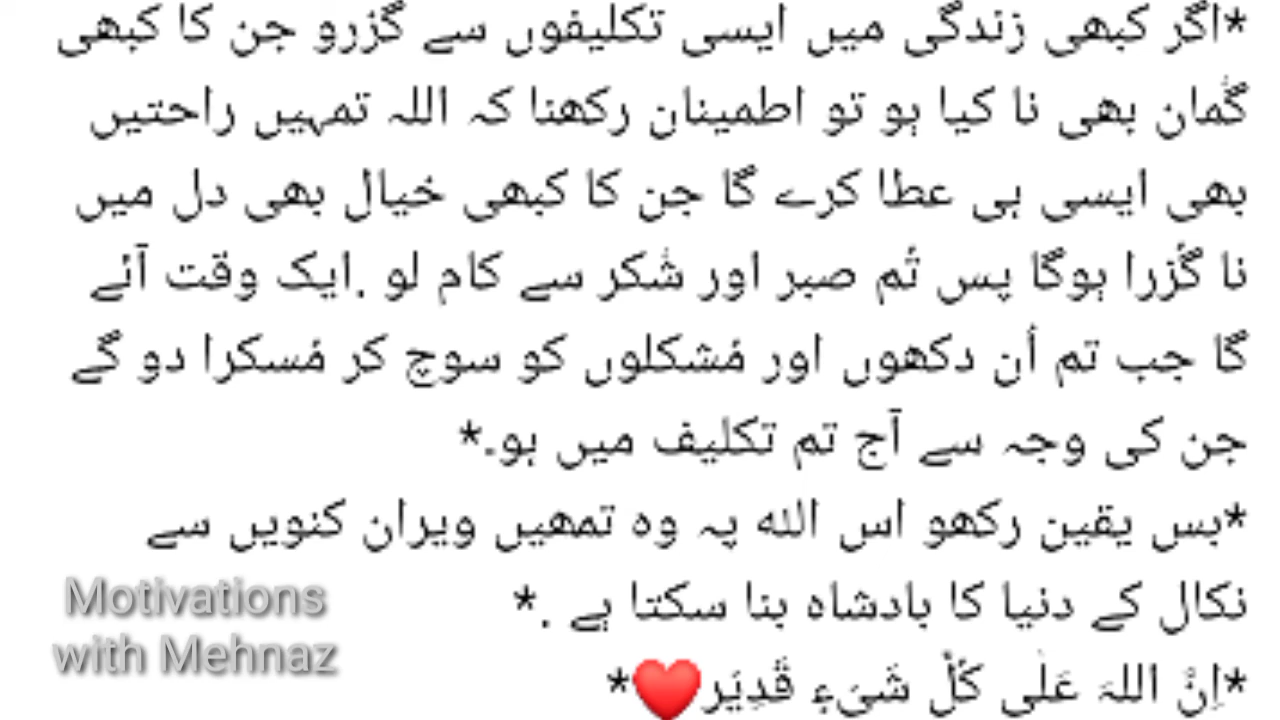 *اگر کبھی زندگی میں ایسی تکلیفوں سے گزرو جن کا کبھی
گُمان بھی نا کیا ہو تو اطمینان رکھنا کہ اللہ تمہیں راحتیں
بھی ایسی ہی عطا کرے گا جن کا کبھی خیال بھی دل میں
نا گُزرا ہوگا پس تُم صبر اور شُکر سے کام لو .ایک وقت آئے
گا جب تم اُن دکھوں اور مُشکلوں کو سوچ کر مُسکرا دو گے
جن کی وجہ سے آج تم تکلیف میں ہو.*
*بس یقین رکھو اس الله پہ وہ تمھیں ویران کنویں سے
نکال کے دنیا کا بادشاہ بنا سکتا ہے .*
*اِنَّ اللہَ عَلٰی کُلِّ شَیۡءٍ قَدِیۡر❤️*
Motivations
with Mehnaz